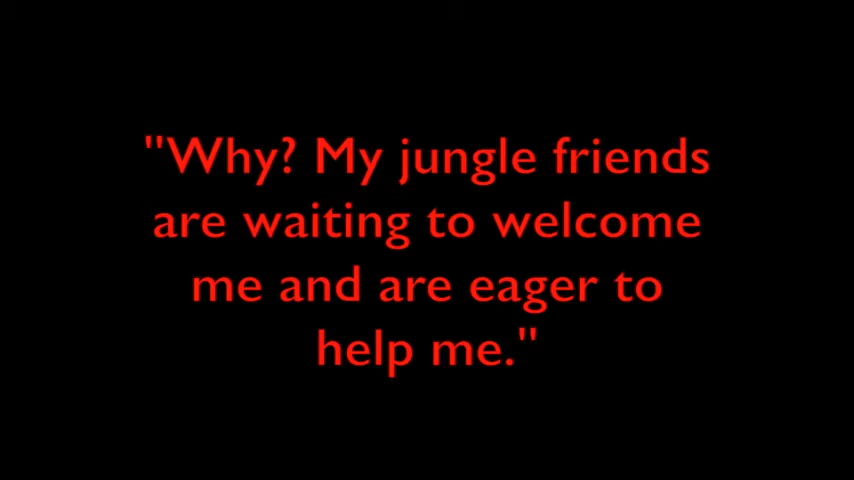 "Why? My jungle friends
are waiting to welcome
me and are eager to
help me."